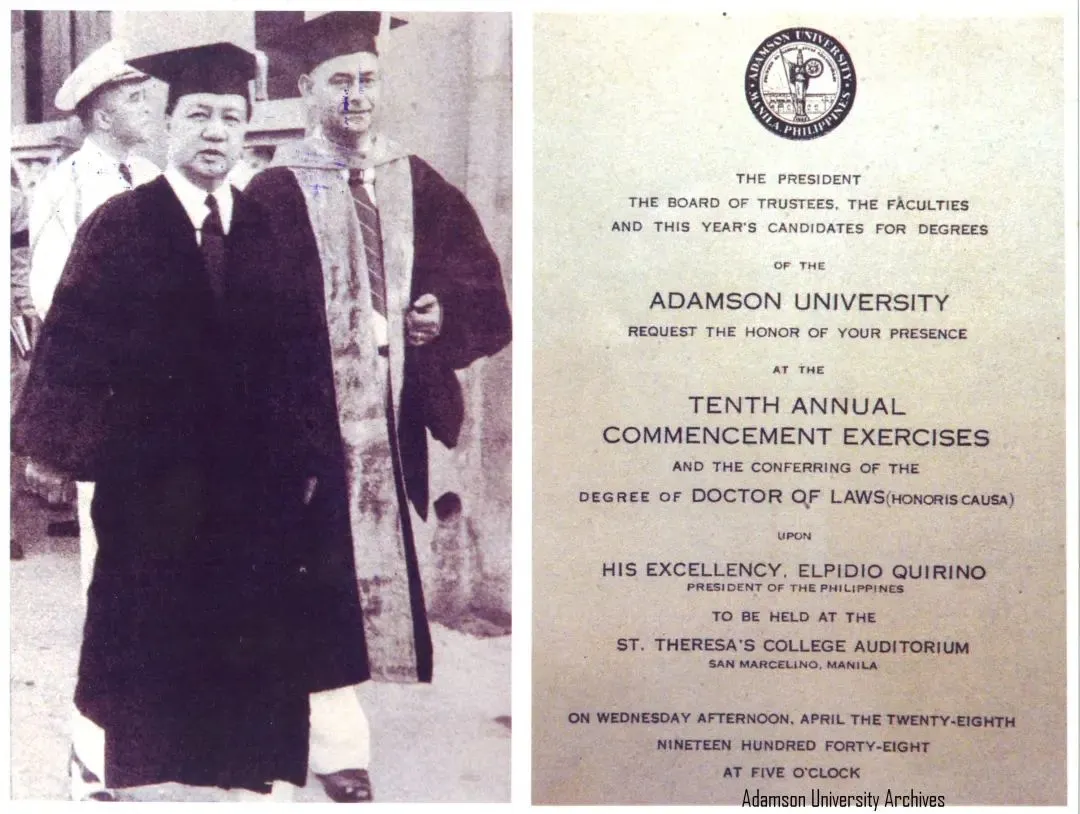 ADAMSON UNIVERSITY
MANILA, PHILIPPINES
THE PRESIDENT
THE BOARD OF TRUSTEES, THE FACULTIES
AND THIS YEAR'S CANDIDATES FOR DEGREES
OF THE
ADAMSON UNIVERSITY
REQUEST THE HONOR OF YOUR PRESENCE
AT THE
TENTH ANNUAL
COMMENCEMENT EXERCISES
AND THE CONFERRING OF THE
DEGREE OF DOCTOR OF LAWS (HONORIS CAUSA)
UPON
HIS EXCELLENCY, ELPIDIO QUIRINO
PRESIDENT OF THE PHILIPPINES
TO BE HELD AT THE
ST. THERESA'S COLLEGE AUDITORIUM
SAN MARCELINO, MANILA
ON WEDNESDAY AFTERNOON, APRIL THE TWENTY-EIGHTH
NINETEEN HUNDRED FORTY-EIGHT
AT FIVE O'CLOCK
Adamson University Archives